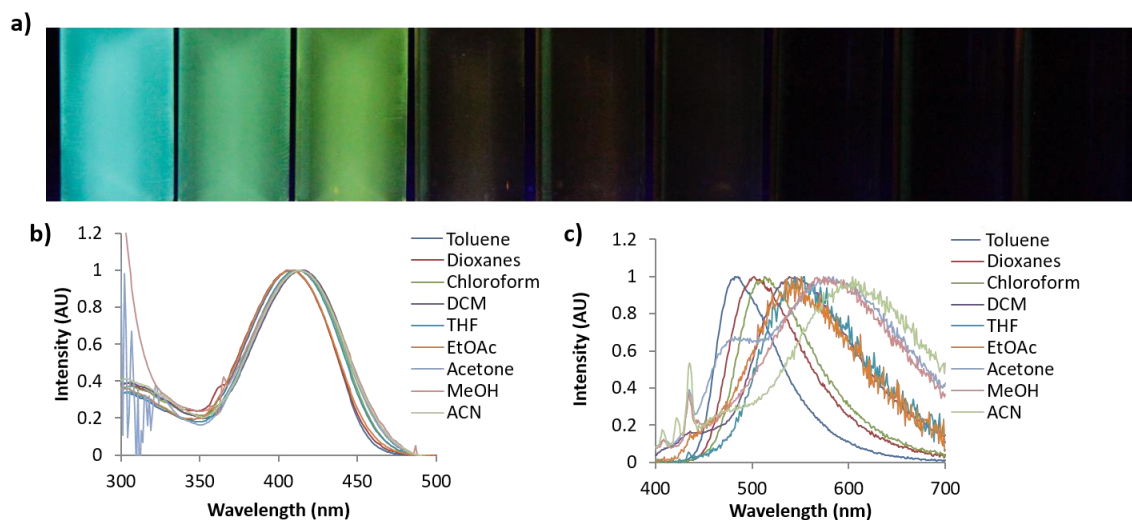 a)
b)
1.2
1
0.8
0.6
0.4
0.2
0
Intensity (AU)
300
350
400
450
500
Wavelength (nm)
Toluene
Dioxanes
Chloroform
DCM
THF
EtOAc
Acetone
MeOH
ACN
c)
1.2
1
0.8
0.6
0.4
0.2
0
Intensity (AU)
400
500
600
700
Wavelength (nm)
Toluene
Dioxanes
Chloroform
DCM
THF
EtOAc
Acetone
MeOH
ACN